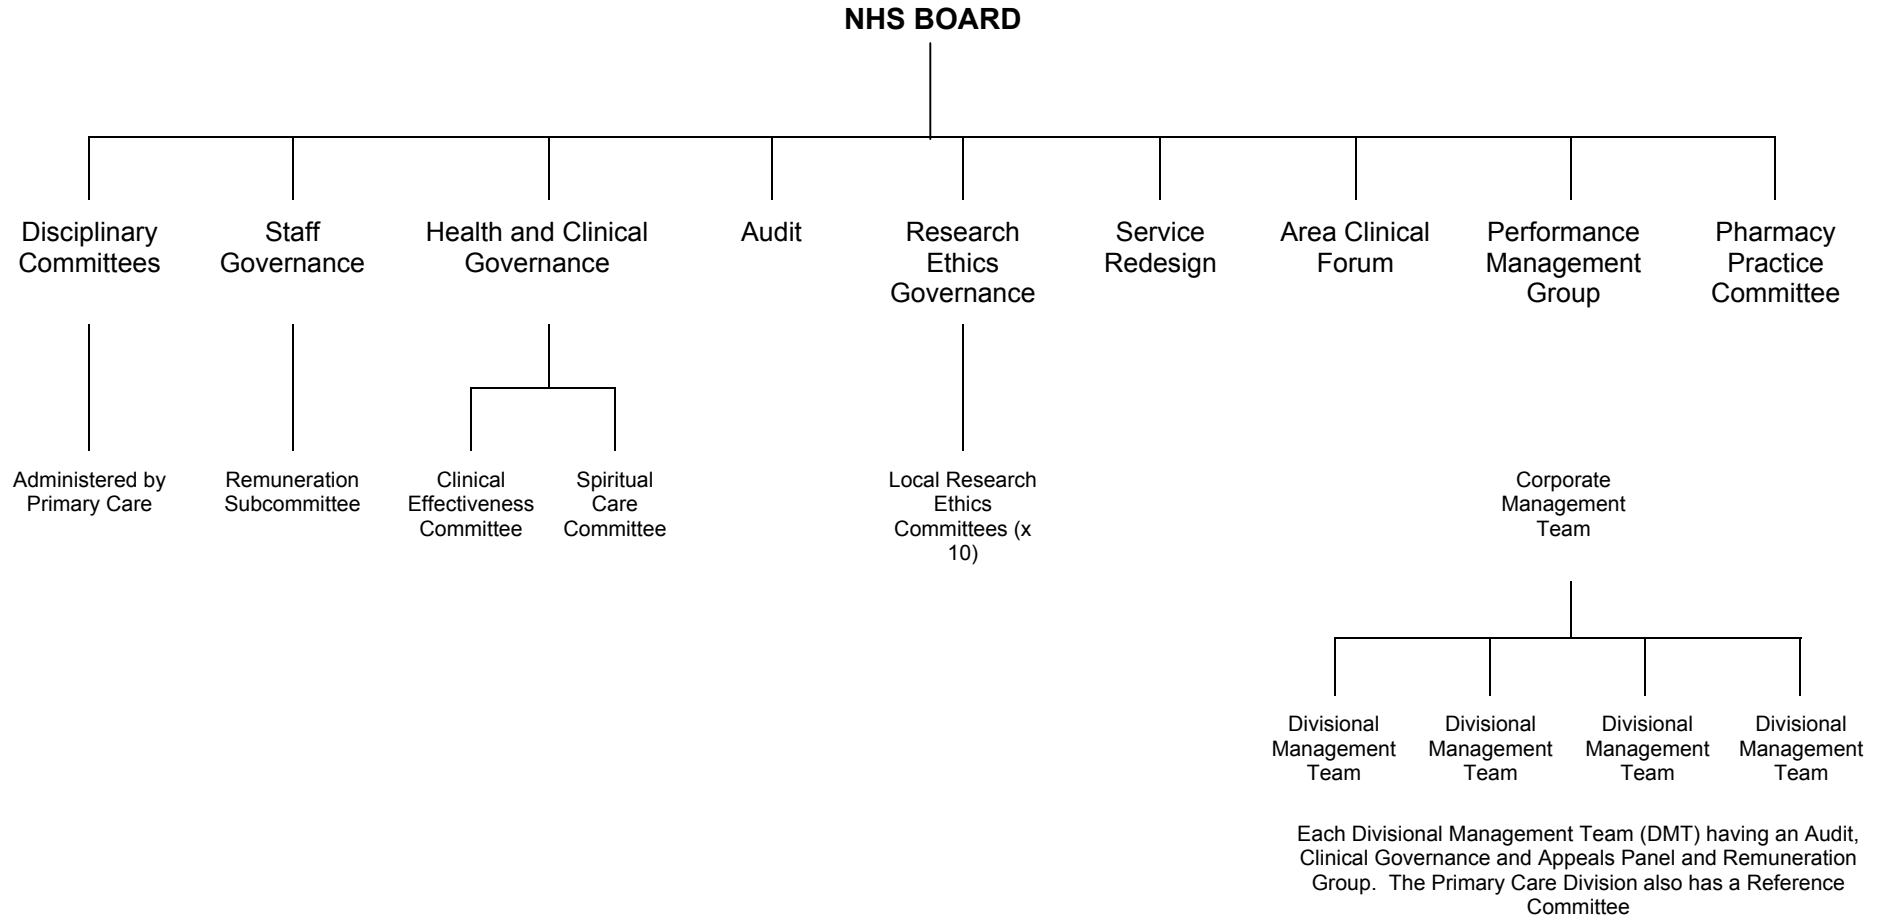 NHS BOARD
Disciplinary
Committees
Staff
Governance
Health and Clinical
Governance
Audit
Research
Ethics
Governance
Service
Redesign
Area Clinical
Forum
Performance
Management
Group
Pharmacy
Practice
Committee
Administered by
Primary Care
Remuneration
Subcommittee
Clinical
Effectiveness
Committee
Spiritual
Care
Committee
Local Research
Ethics
Committees (x
10)
Corporate
Management
Team
Divisional
Management
Team
Divisional
Management
Team
Divisional
Management
Team
Divisional
Management
Team
Each Divisional Management Team (DMT) having an Audit,
Clinical Governance and Appeals Panel and Remuneration
Group.  The Primary Care Division also has a Reference
Committee